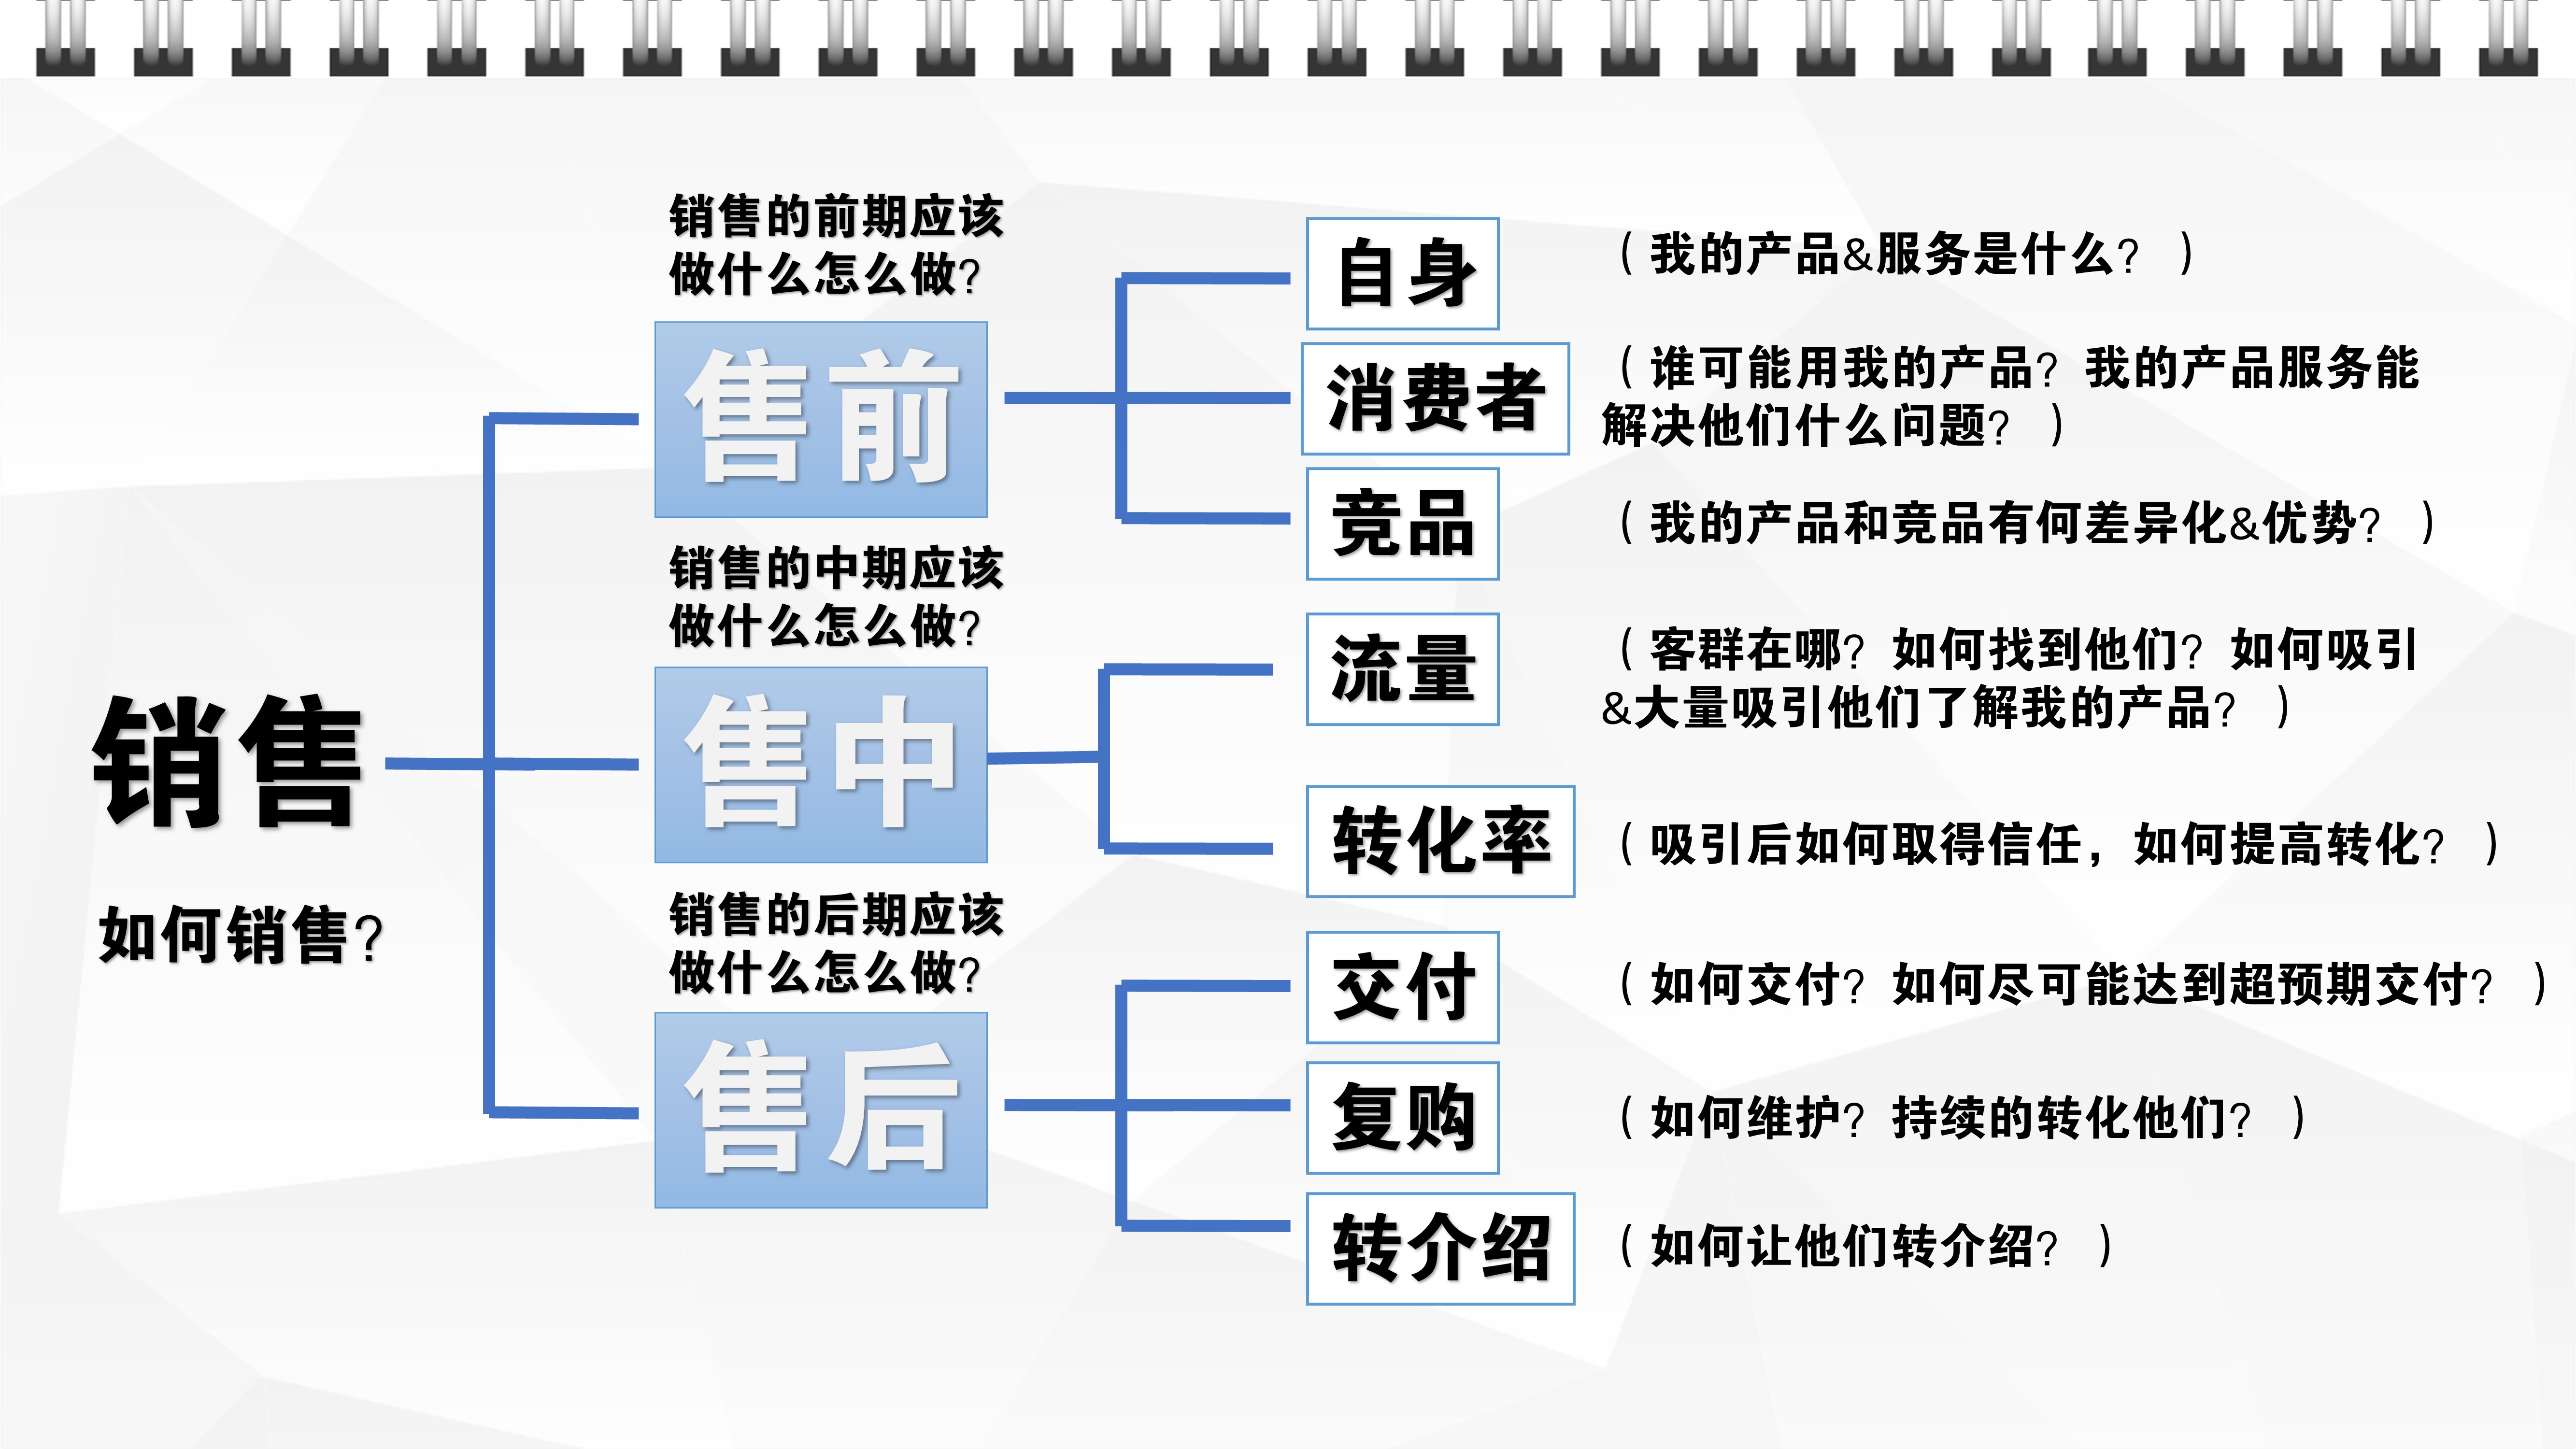 销售
如何销售？
销售的前期应该
做什么怎么做？
售前
自身
（我的产品&服务是什么？）
消费者
（谁可能用我的产品？我的产品服务能
解决他们什么问题？）
竞品
（我的产品和竞品有何差异化&优势？）
销售的中期应该
做什么怎么做？
售中
流量
（客群在哪？如何找到他们？如何吸引
&大量吸引他们了解我的产品？）
转化率
（吸引后如何取得信任，如何提高转化？）
销售的后期应该
做什么怎么做？
售后
交付
（如何交付？如何尽可能达到超预期交付？）
复购
（如何维护？持续的转化他们？）
转介绍
（如何让他们转介绍？）